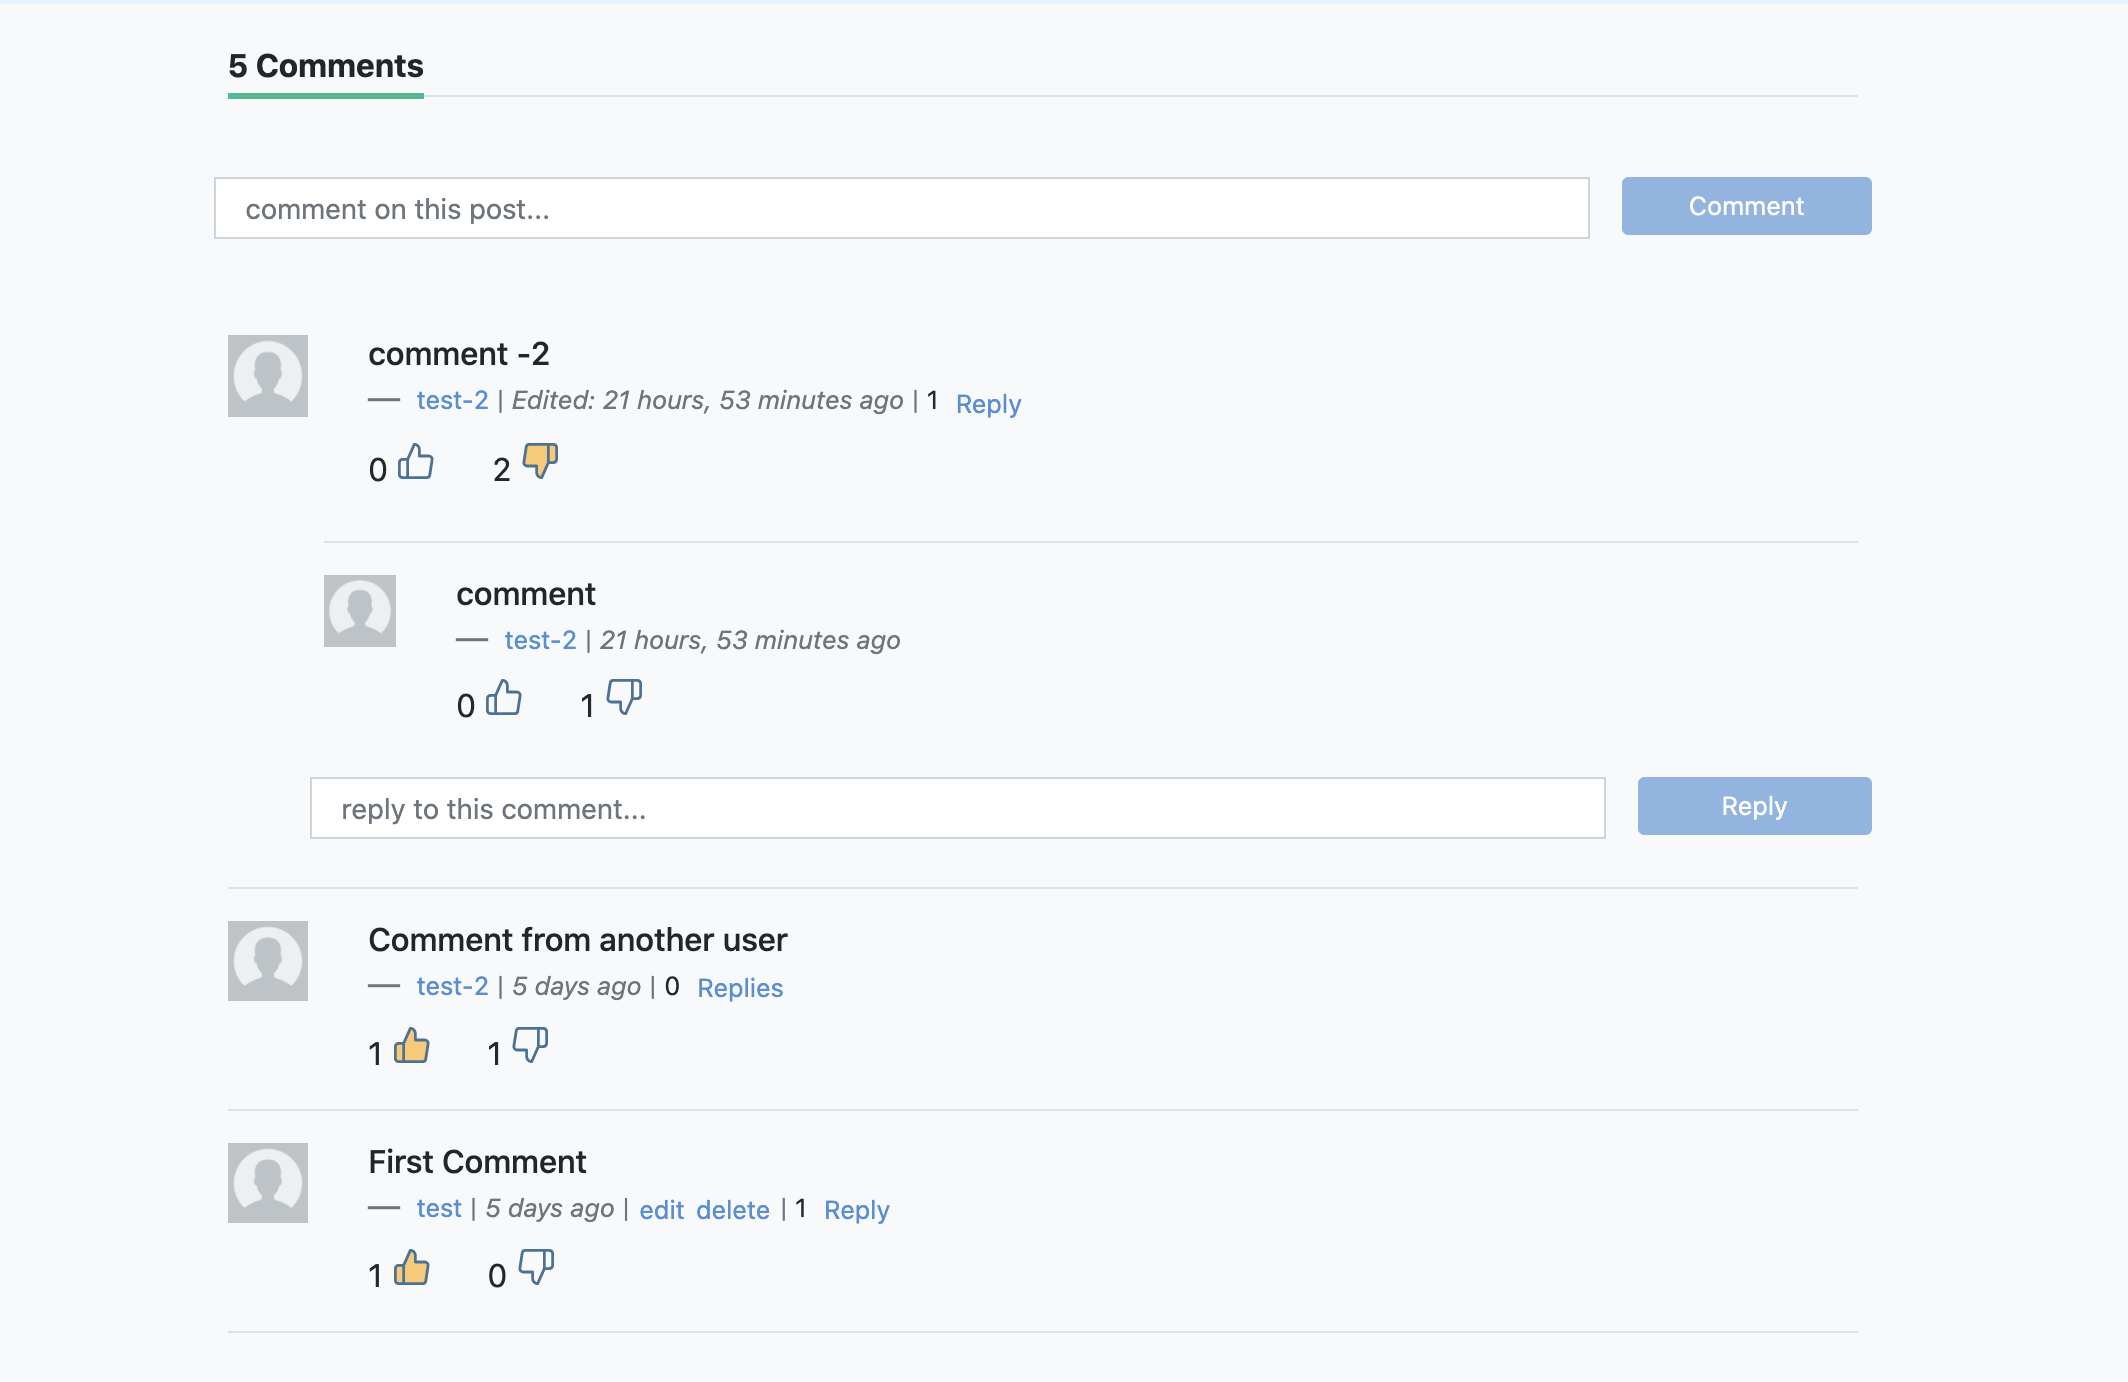 5 Comments
comment on this post...
Comment
comment -2
— test-2 | Edited: 21 hours, 53 minutes ago | 1 Reply
0 2
comment
— test-2 | 21 hours, 53 minutes ago
0 1
reply to this comment...
Reply
Comment from another user
— test-2 | 5 days ago | 0 Replies
1 1
First Comment
— test | 5 days ago | edit delete | 1 Reply
1 0